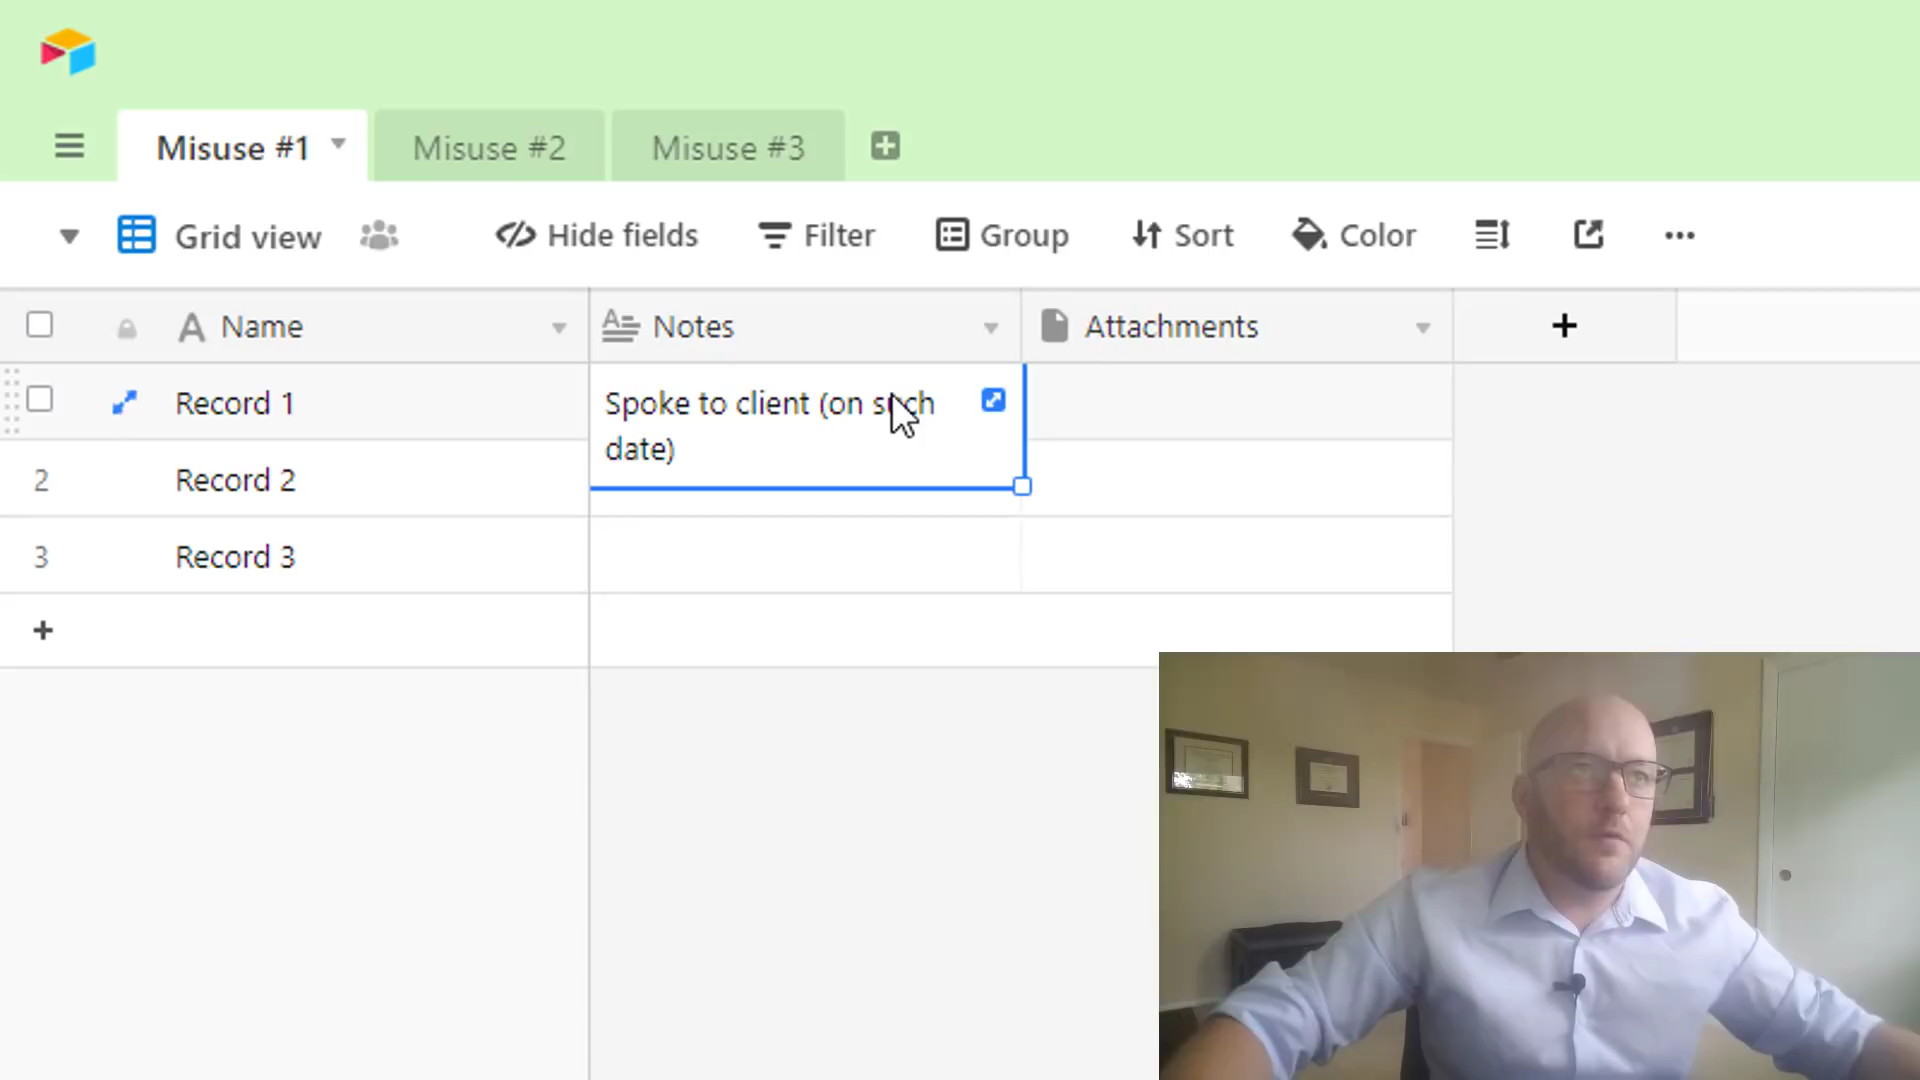 Misuse #1
Misuse #2
Misuse #3
Grid view
Hide fields
Filter
Group
Sort
Color
Name
Notes
Attachments
Record 1
Spoke to client (on such
date)
2
Record 2
3
Record 3